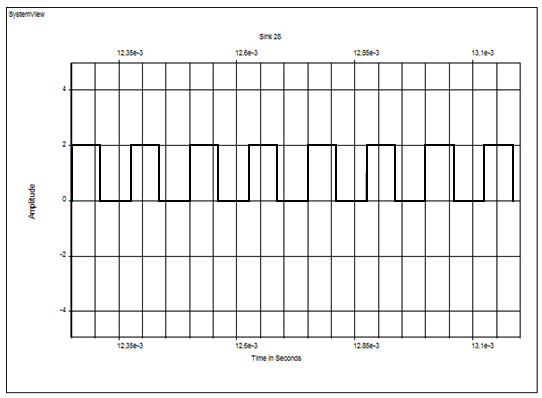 SystemView
Sink 28
12.35e-3 12.6e-3 12.85e-3 13.1e-3
4
2
0
-2
-4
Amplitude
12.35e-3 12.6e-3 12.85e-3 13.1e-3
Time in Seconds